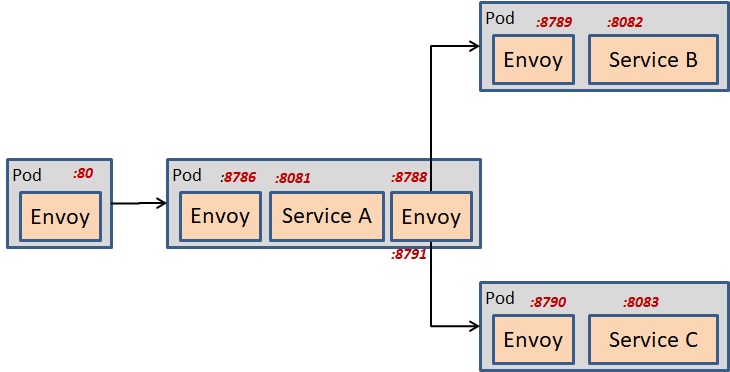 Pod :8789 :8082
Envoy Service B
Pod :80
Envoy
Pod :8786 :8081 :8788
Envoy Service A Envoy
:8791
Pod :8790 :8083
Envoy Service C